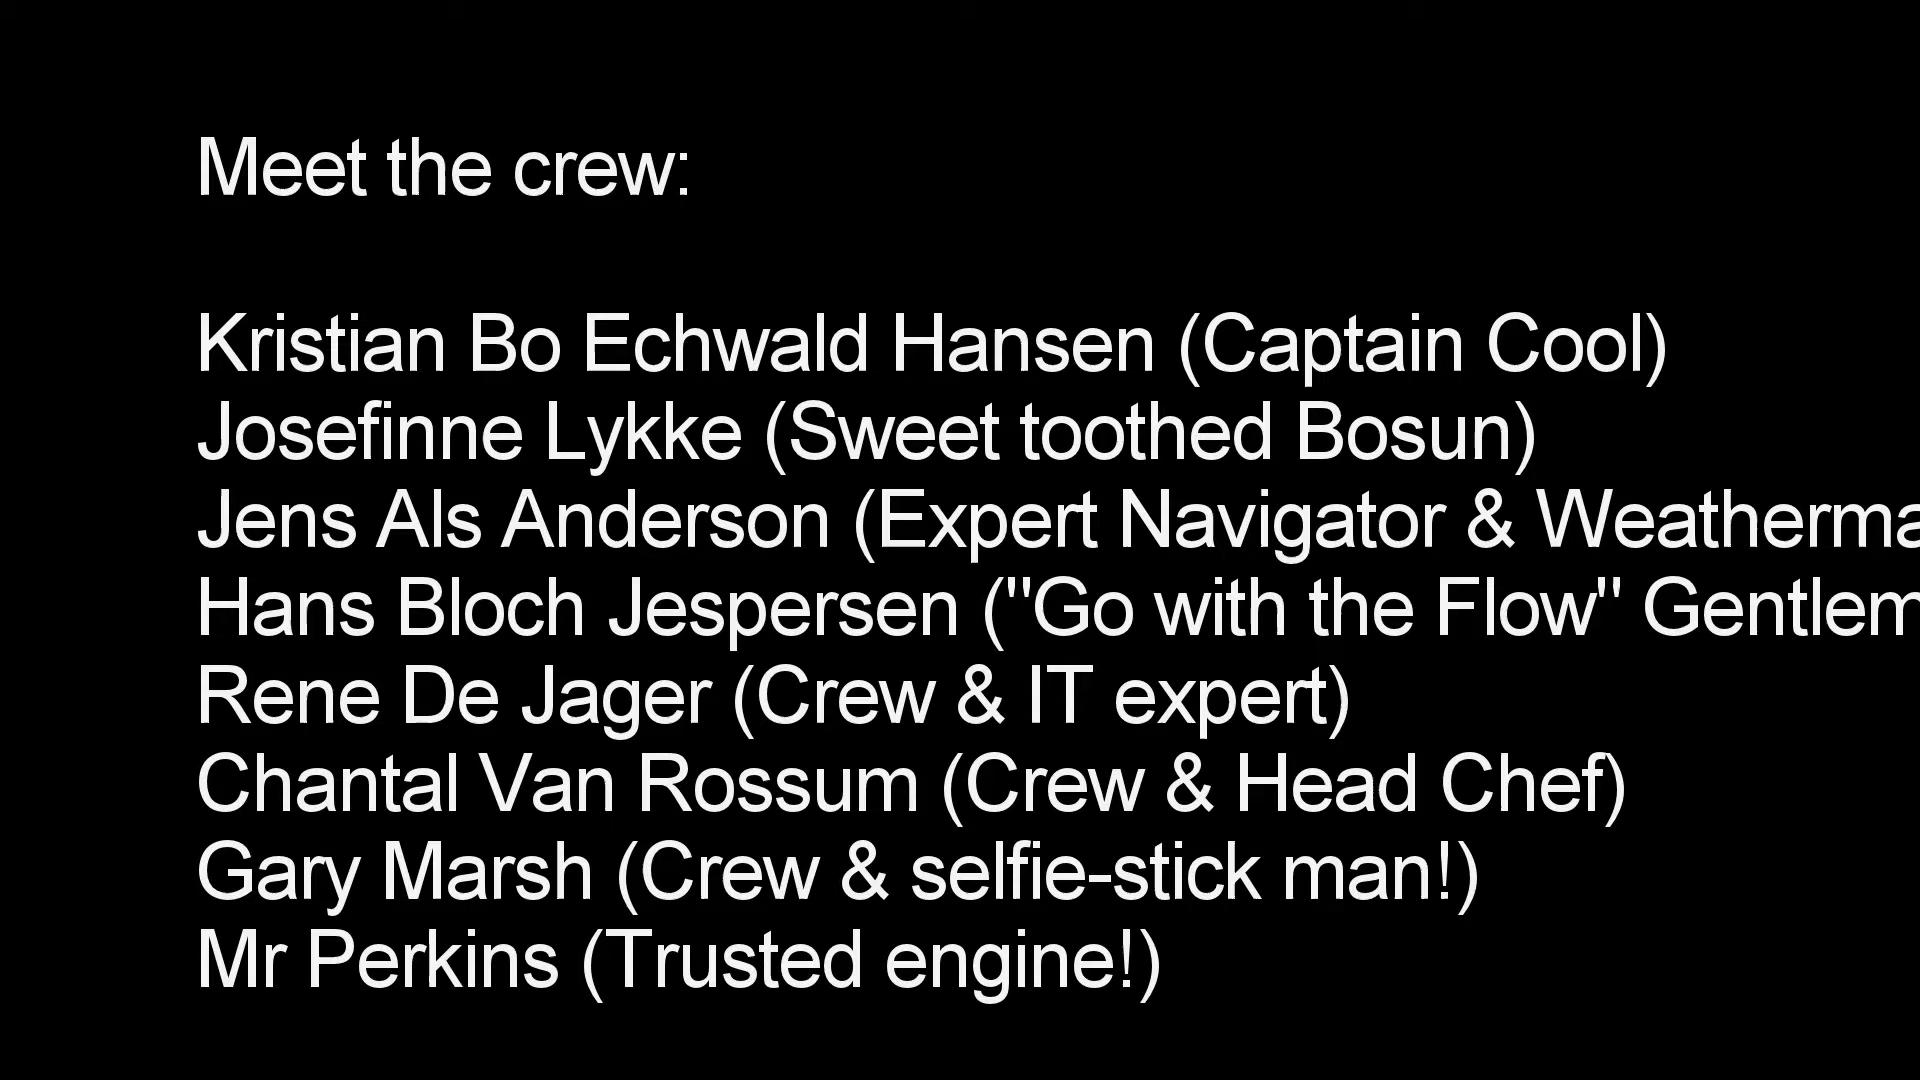 Meet the crew:
Kristian Bo Echwald Hansen (Captain Cool)
Josefinne Lykke (Sweet toothed Bosun)
Jens Als Anderson (Expert Navigator & Weatherma
Hans Bloch Jespersen ("Go with the Flow" Gentlem
Rene De Jager (Crew & IT expert)
Chantal Van Rossum (Crew & Head Chef)
Gary Marsh (Crew & selfie-stick man!)
Mr Perkins (Trusted engine!)